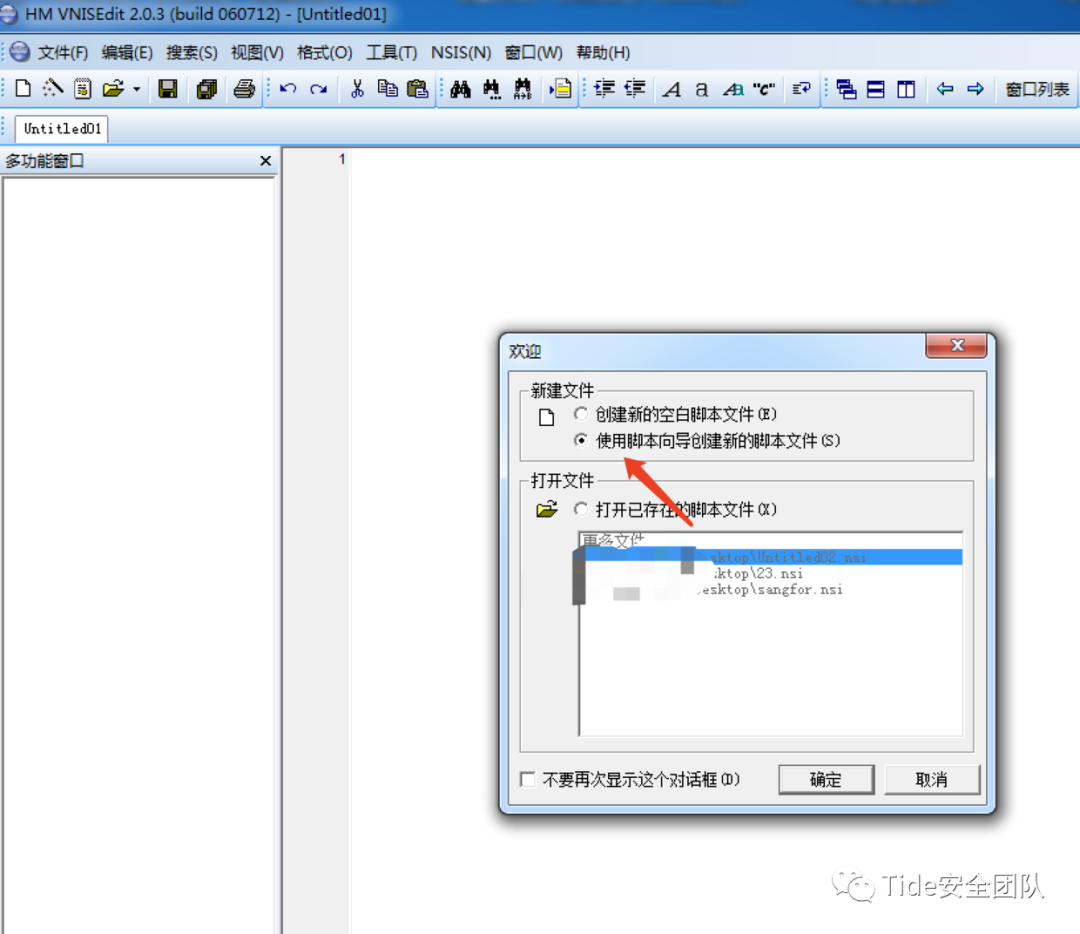 HM VNISEdit 2.0.3 (build 060712) - [Untitled01]
文件(F) 编辑(E) 搜索(S) 视图(V) 格式(O) 工具(T) NSIS(N) 窗口(W) 帮助(H)
A a Aa "C" 窗口列表
Untitled01
多功能窗口
1
欢迎
新建文件
创建新的空白脚本文件(E)
使用脚本向导创建新的脚本文件(S)
打开文件
打开已存在的脚本文件(X)
更多文件
sktop\Untitled02.nsi
ktop\23.nsi
esktop\sangfor.nsi
不要再次显示这个对话框(D)
确定
取消
Tide安全团队